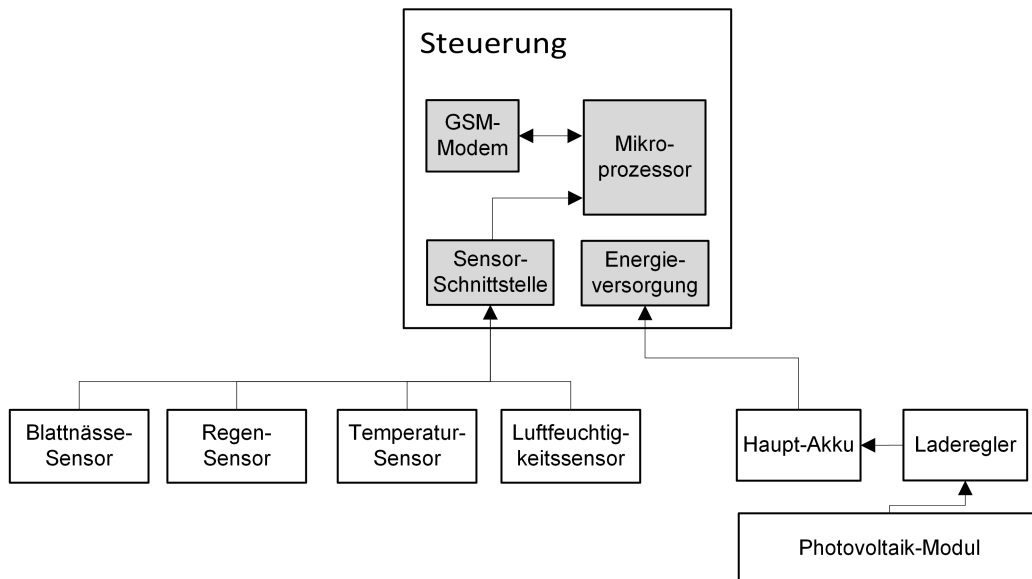 Steuerung
GSM-
Modem
Mikro-
prozessor
Sensor-
Schnittstelle
Energie-
versorgung
Blattnässe-
Sensor
Regen-
Sensor
Temperatur-
Sensor
Luftfeuchtig-
keitssensor
Haupt-Akku
Laderegler
Photovoltaik-Modul